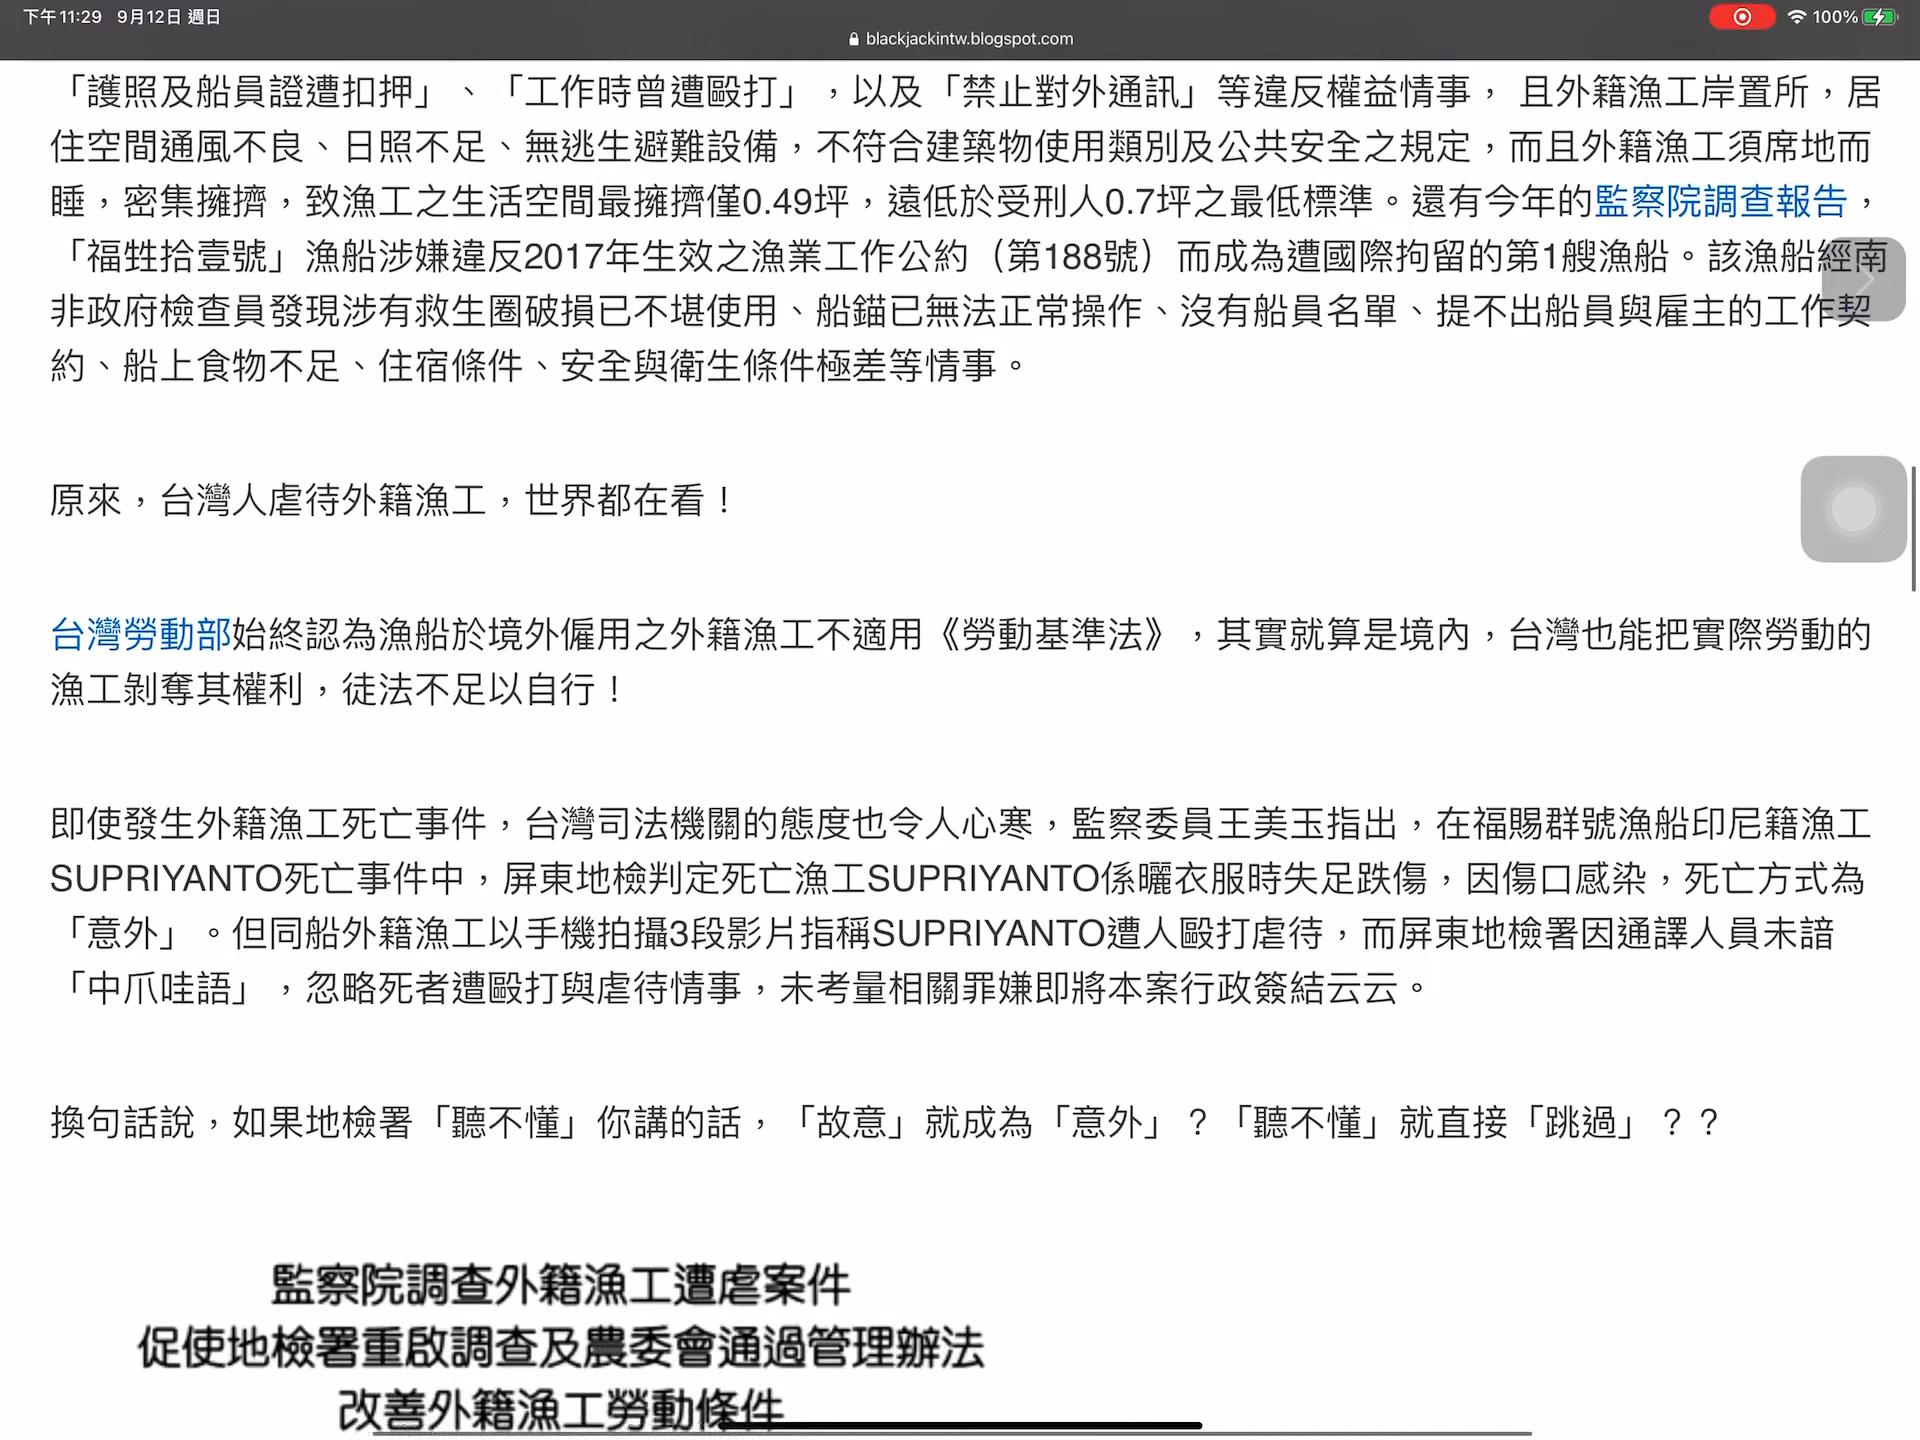 下午11:29 9月12日 週日
100%
blackjackintw.blogspot.com
「護照及船員證遭扣押」、「工作時曾遭毆打」，以及「禁止對外通訊」等違反權益情事， 且外籍漁工岸置所，居
住空間通風不良、日照不足、無逃生避難設備，不符合建築物使用類別及公共安全之規定，而且外籍漁工須席地而
睡，密集擁擠，致漁工之生活空間最擁擠僅0.49坪，遠低於受刑人0.7坪之最低標準。還有今年的監察院調查報告，
「福甡拾壹號」漁船涉嫌違反2017年生效之漁業工作公約（第188號）而成為遭國際拘留的第1艘漁船。該漁船經南
非政府檢查員發現涉有救生圈破損已不堪使用、船錨已無法正常操作、沒有船員名單、提不出船員與雇主的工作契
約、船上食物不足、住宿條件、安全與衛生條件極差等情事。
原來，台灣人虐待外籍漁工，世界都在看！
台灣勞動部始終認為漁船於境外僱用之外籍漁工不適用《勞動基準法》，其實就算是境內，台灣也能把實際勞動的
漁工剝奪其權利，徒法不足以自行！
即使發生外籍漁工死亡事件，台灣司法機關的態度也令人心寒，監察委員王美玉指出，在福賜群號漁船印尼籍漁工
SUPRIYANTO死亡事件中，屏東地檢判定死亡漁工SUPRIYANTO係曬衣服時失足跌傷，因傷口感染，死亡方式為
「意外」。但同船外籍漁工以手機拍攝3段影片指稱SUPRIYANTO遭人毆打虐待，而屏東地檢署因通譯人員未諳
「中爪哇語」，忽略死者遭毆打與虐待情事，未考量相關罪嫌即將本案行政簽結云云。
換句話說，如果地檢署「聽不懂」你講的話，「故意」就成為「意外」？「聽不懂」就直接「跳過」？？
監察院調查外籍漁工遭虐案件
促使地檢署重啟調查及農委會通過管理辦法
改善外籍漁工勞動條件